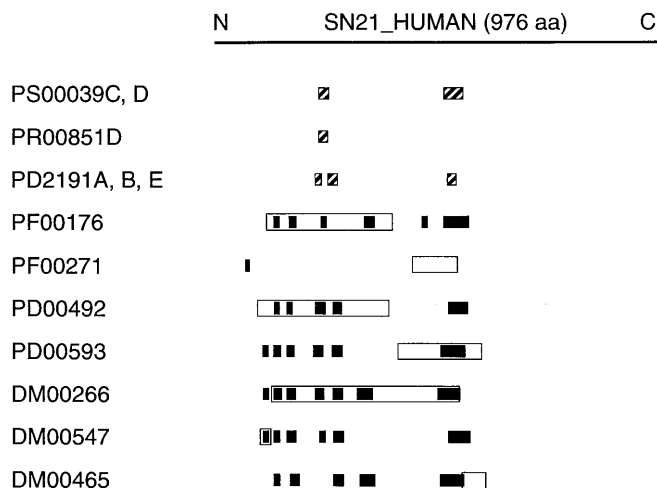 N SN21_HUMAN (976 aa) C
PS00039C, D
PR00851D
PD2191A, B, E
PF00176
PF00271
PD00492
PD00593
DM00266
DM00547
DM00465